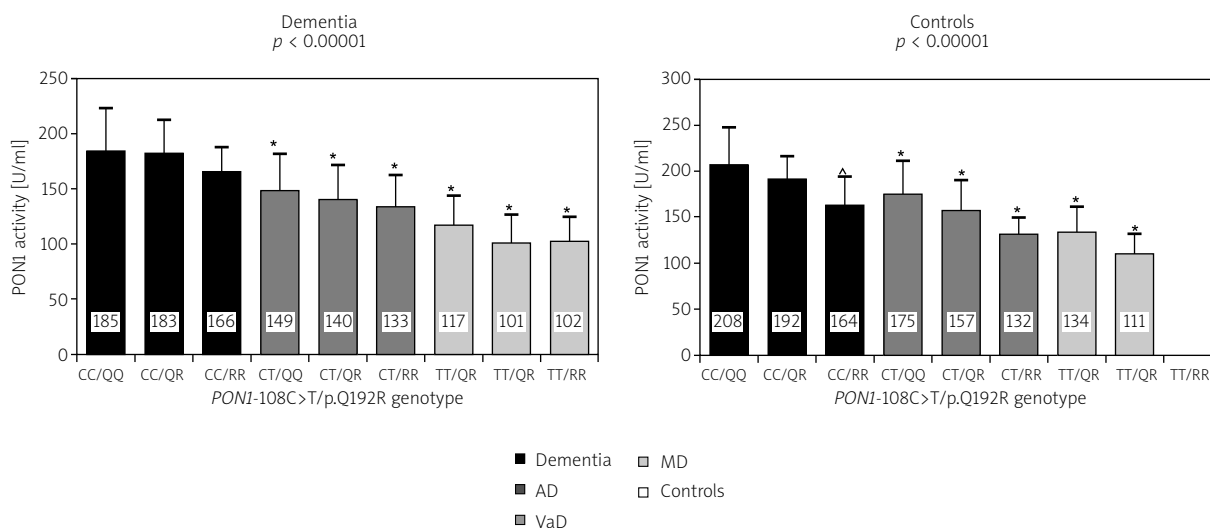 Dementia
p < 0.00001
PON1 activity [U/ml]
250
200
150
100
50
0
* * * * * *
185 183 166 149 140 133 117 101 102
CC/QQ CC/QR CC/RR CT/QQ CT/QR CT/RR TT/QR TT/QR TT/RR
PON1-108C>T/p.Q192R genotype
Controls
p < 0.00001
PON1 activity [U/ml]
300
250
200
150
100
50
0
^ * * * * *
208 192 164 175 157 132 134 111
CC/QQ CC/QR CC/RR CT/QQ CT/QR CT/RR TT/QR TT/QR TT/RR
PON1-108C>T/p.Q192R genotype
Dementia
AD
VaD
MD
Controls